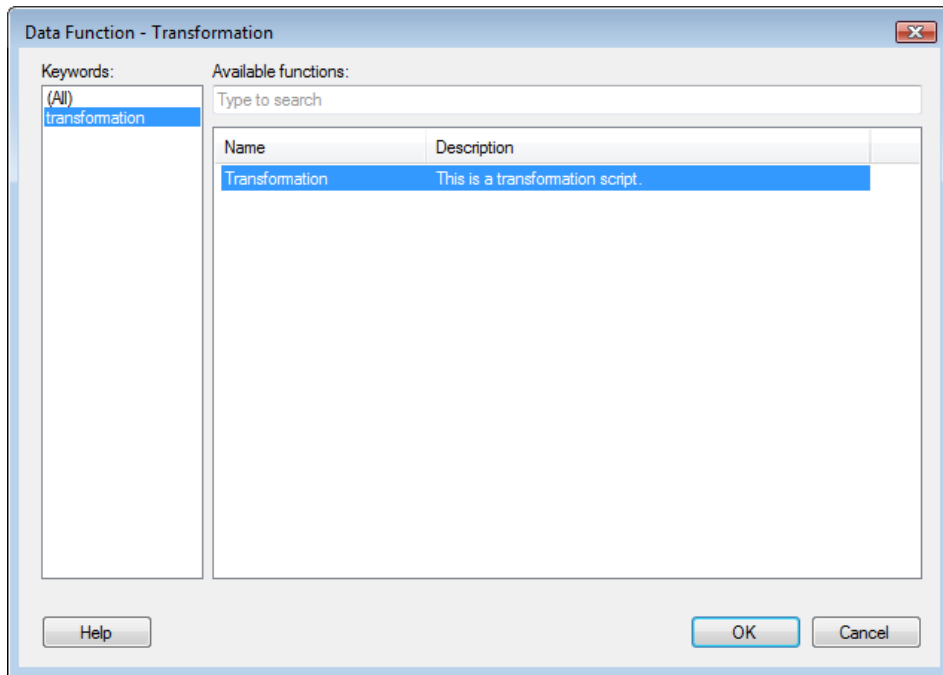 Data Function - Transformation
Keywords:
Available functions:
(All)
transformation
Type to search
Name
Description
Transformation
This is a transformation script.
Help
OK
Cancel